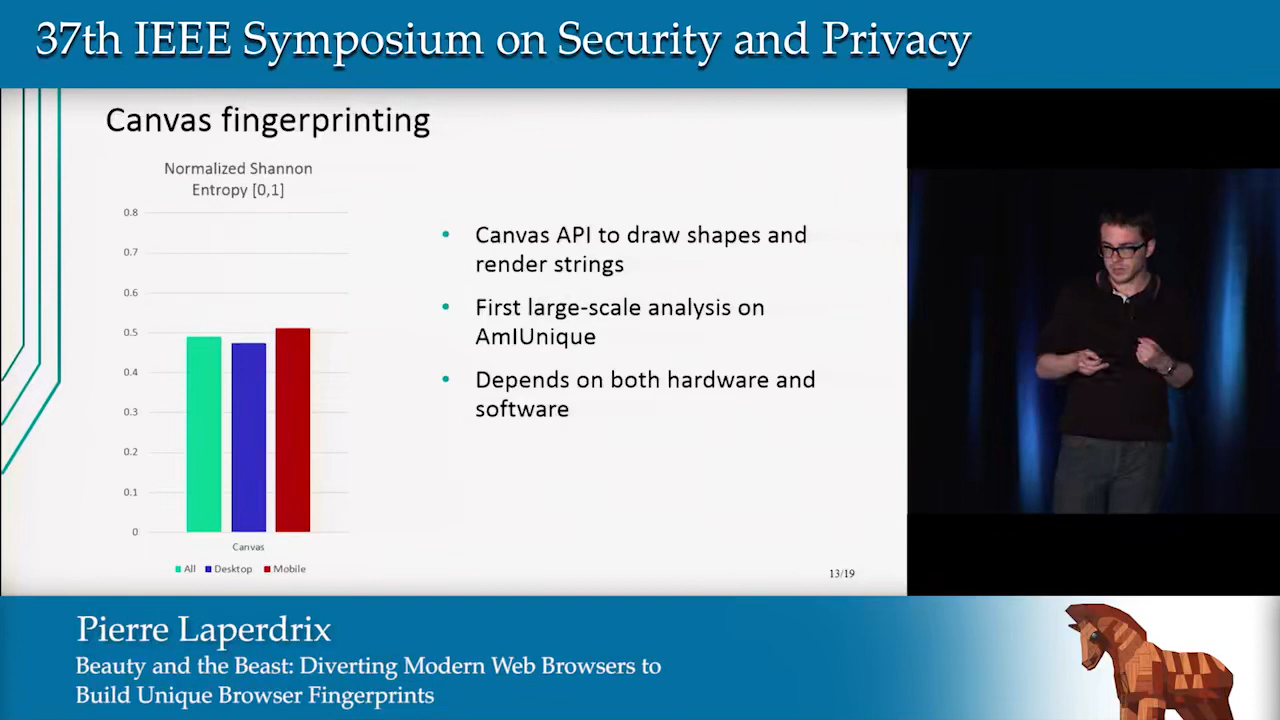 37th IEEE Symposium on Security and Privacy
Canvas fingerprinting
Normalized Shannon
Entropy [0,1]
0.8
0.7
0.6
0.5
0.4
0.3
0.2
0.1
0
Canvas
All Desktop Mobile
• Canvas API to draw shapes and
render strings
• First large-scale analysis on
AmIUnique
• Depends on both hardware and
software
13/19
Pierre Laperdrix
Beauty and the Beast: Diverting Modern Web Browsers to
Build Unique Browser Fingerprints